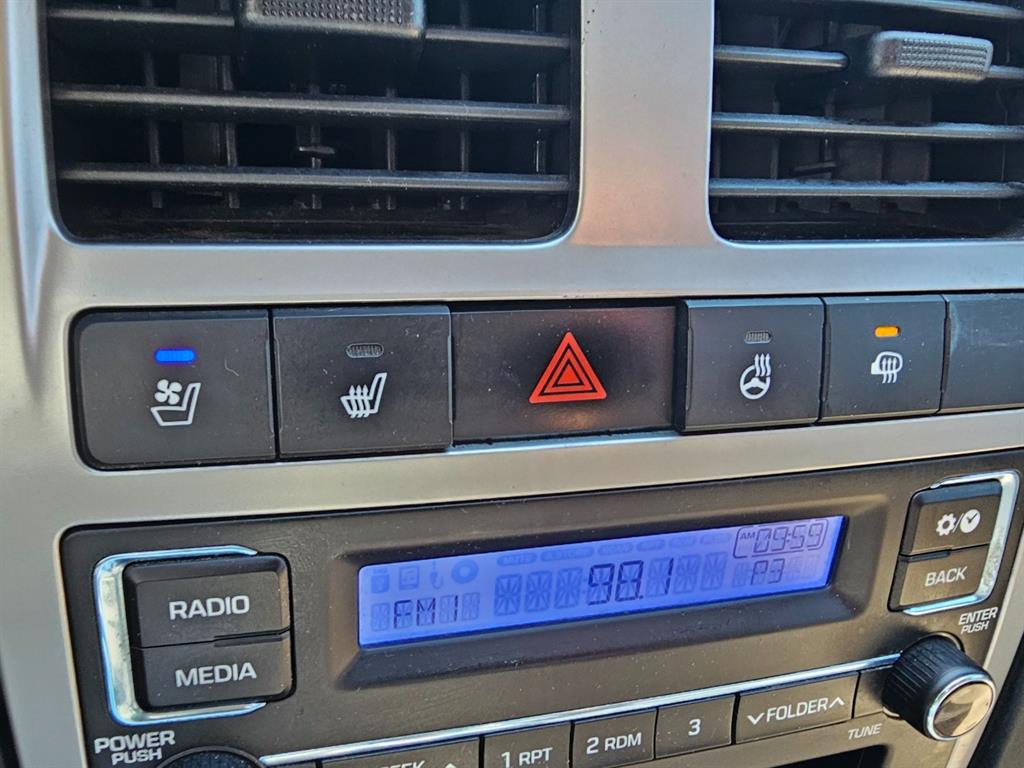 AM 09:59
FM1 98.1 P3
RADIO
MEDIA
BACK
ENTER
PUSH
POWER
PUSH
1 RPT
2 RDM
3
FOLDER
TUNE